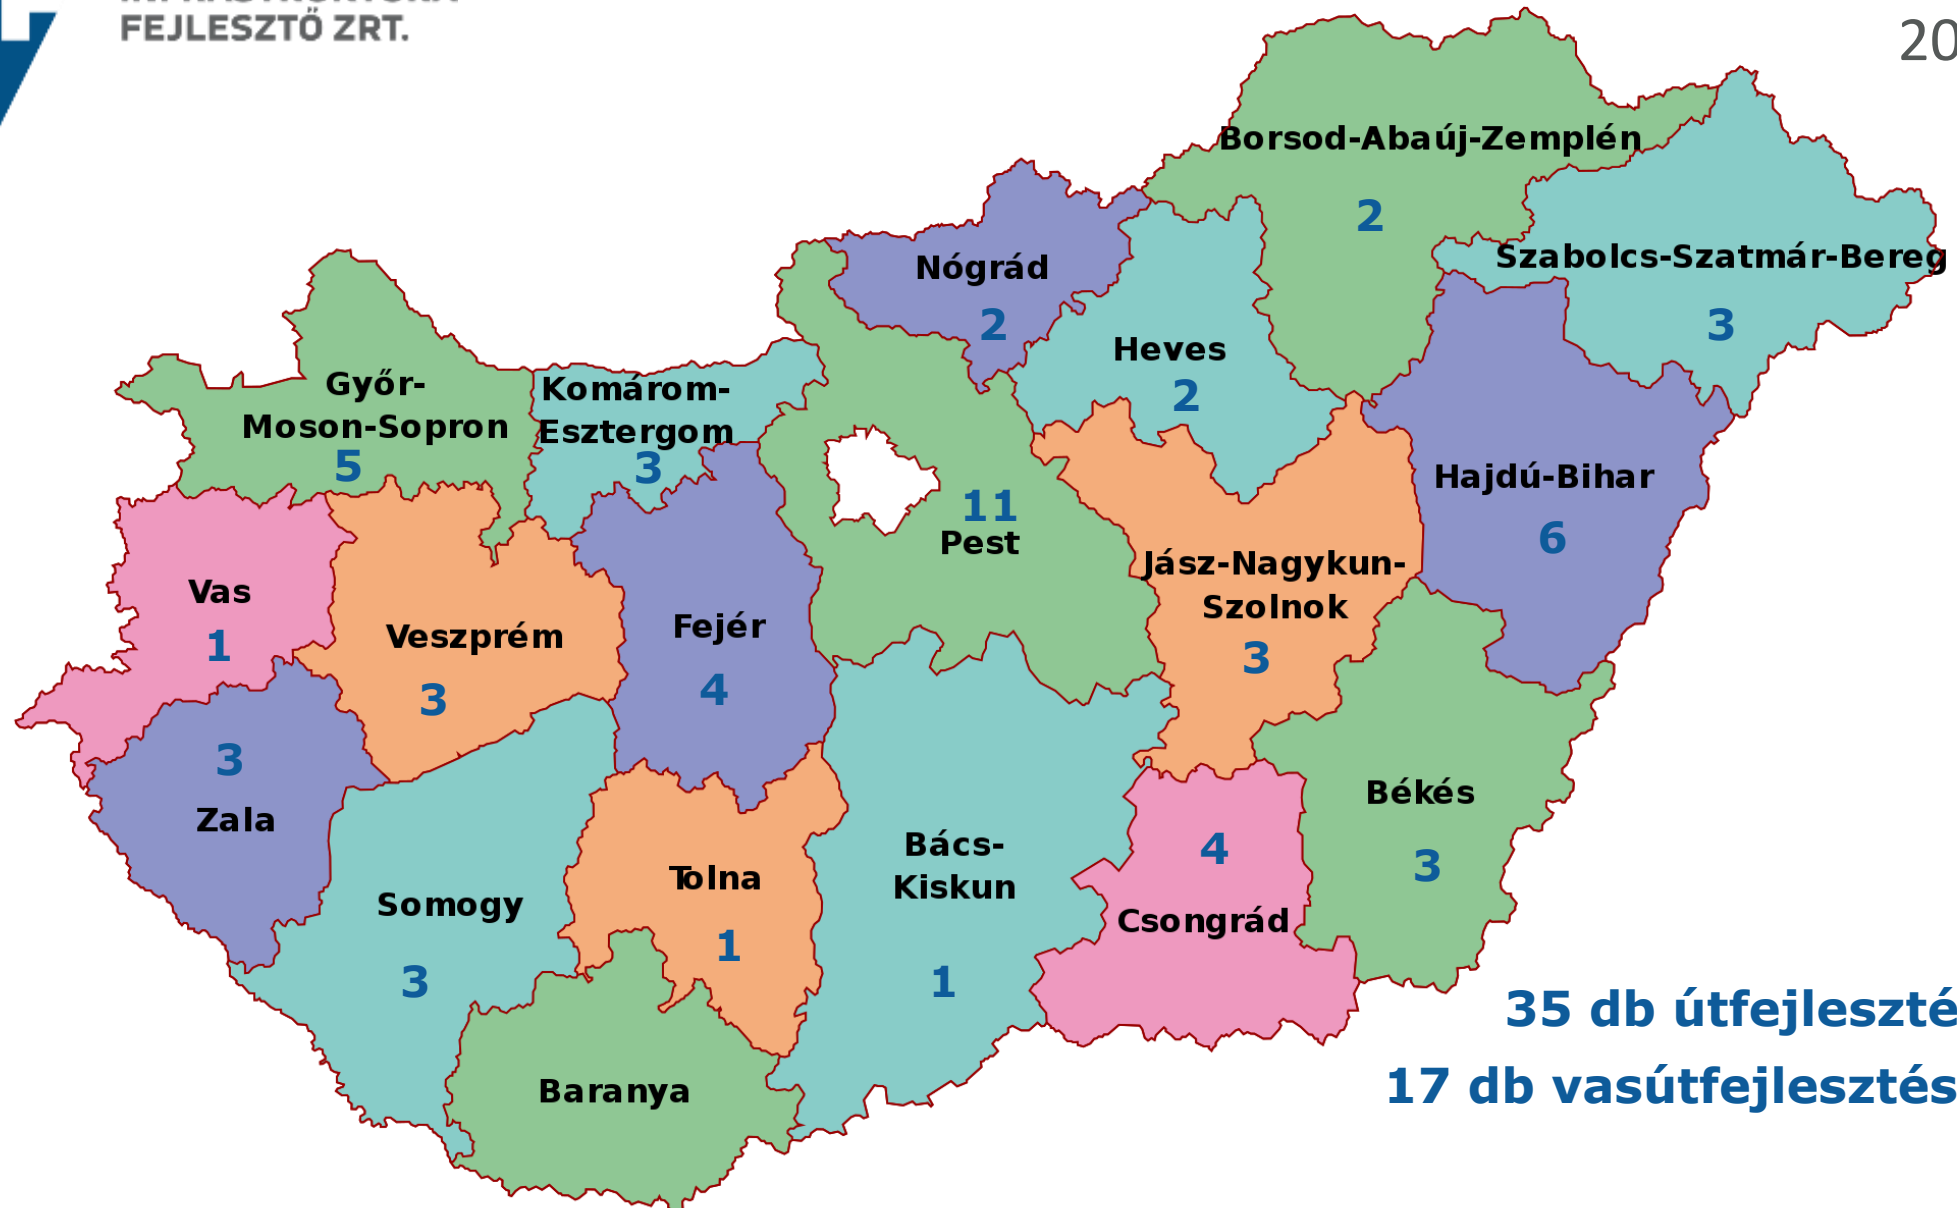 FEJLESZTŐ ZRT.
20
Borsod-Abaúj-Zemplén
2
Szabolcs-Szatmár-Bereg
3
Nógrád
2
Heves
2
Győr-
Moson-Sopron
5
Komárom-
Esztergom
3
Hajdú-Bihar
6
11
Pest
Jász-Nagykun-
Szolnok
3
Vas
1
Veszprém
3
Fejér
4
3
Zala
Békés
3
4
Csongrád
Bács-
Kiskun
1
Tolna
1
Somogy
3
Baranya
35 db útfejleszté
17 db vasútfejlesztés